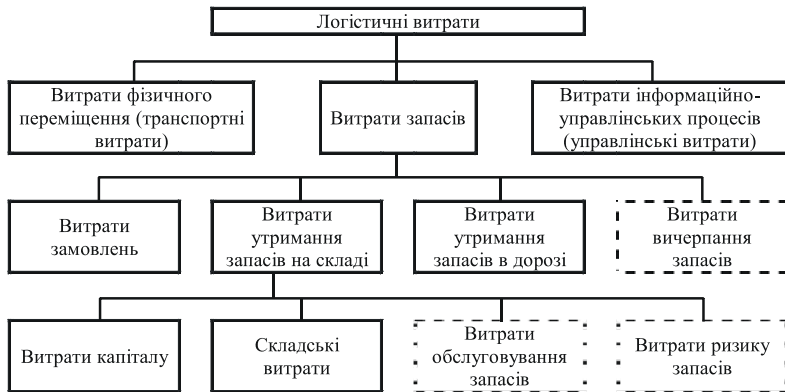 Логістичні витрати
Витрати фізичного
переміщення (транспортні
витрати)
Витрати запасів
Витрати інформаційно-
управлінських процесів
(управлінські витрати)
Витрати
замовлень
Витрати
утримання
запасів на складі
Витрати
утримання
запасів в дорозі
Витрати
вичерпання
запасів
Витрати капіталу
Складські
витрати
Витрати
обслуговування
запасів
Витрати ризику
запасів